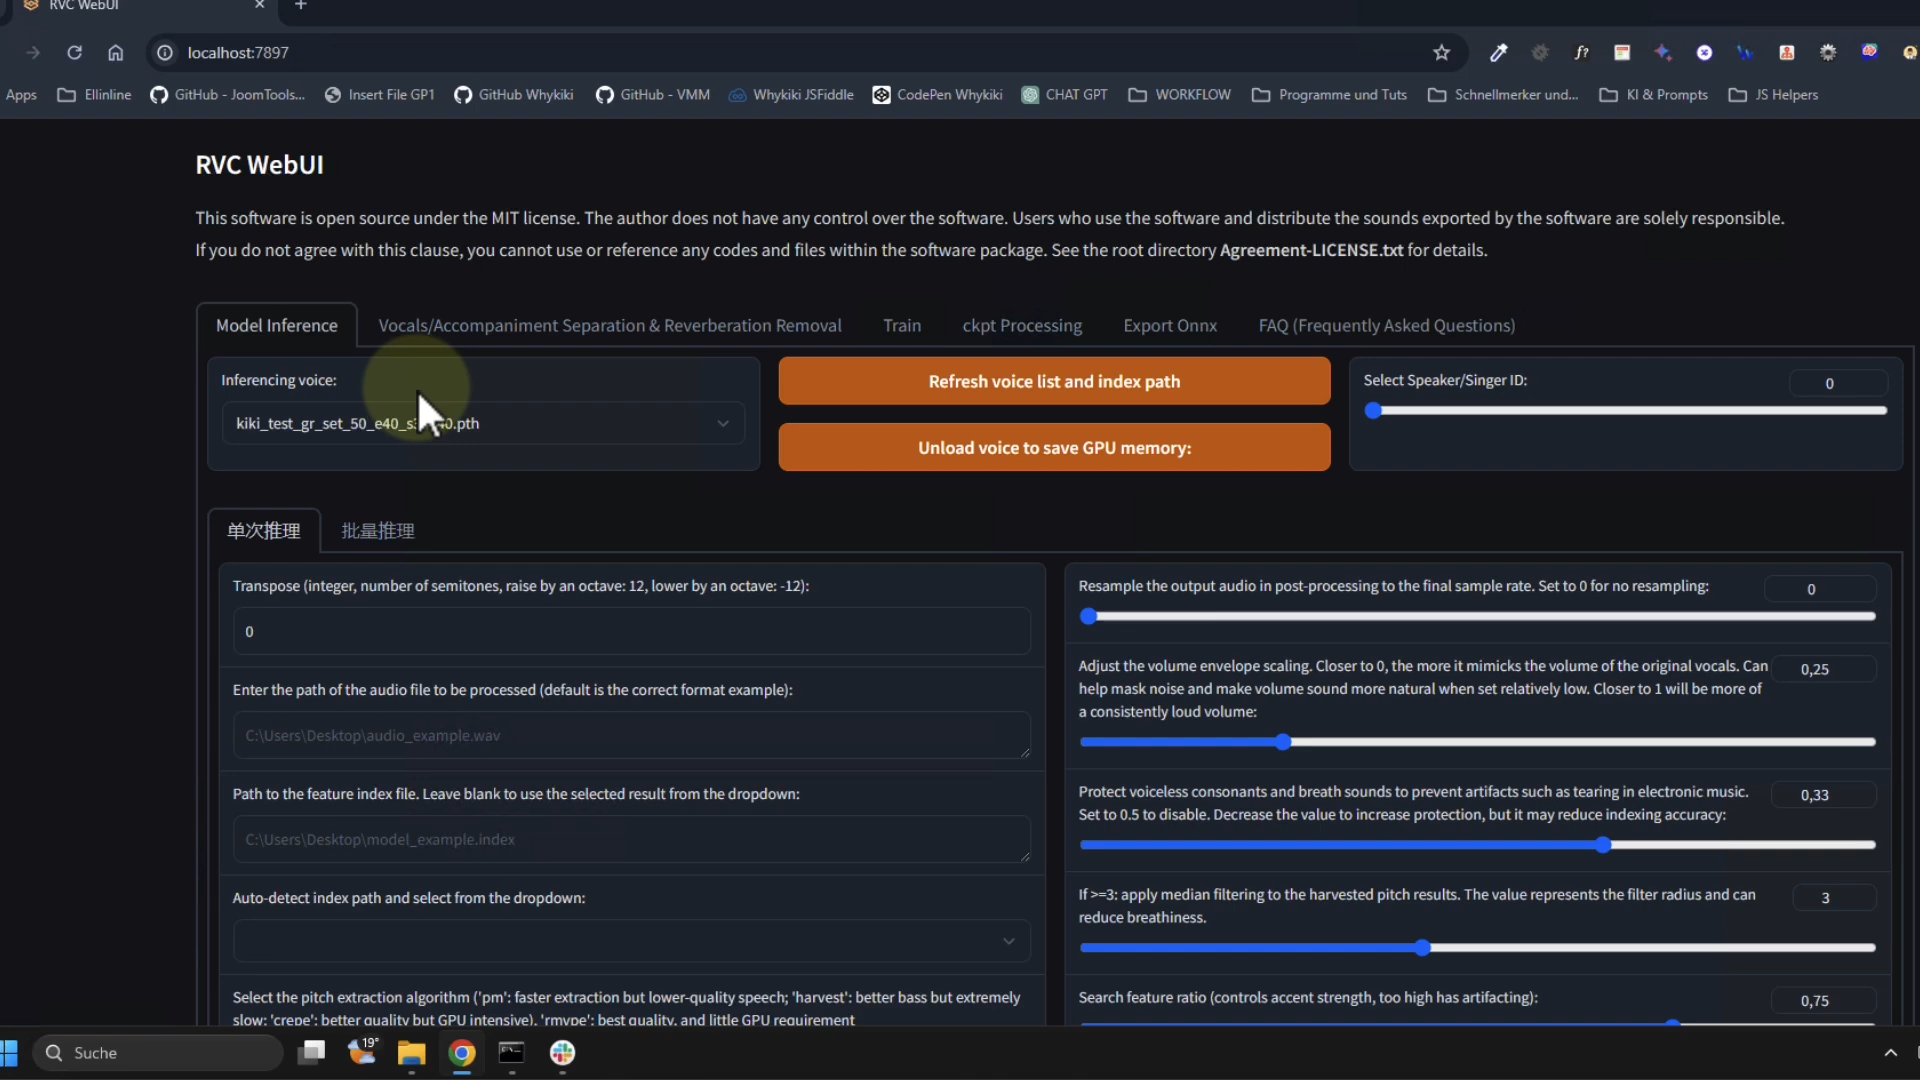 RVC WebUI
localhost:7897
Apps
Ellinline
GitHub - JoomTools...
Insert File GP1
GitHub Whykiki
GitHub - VMM
Whykiki JSFiddle
CodePen Whykiki
CHAT GPT
WORKFLOW
Programme und Tuts
Schnellmerker und...
KI & Prompts
JS Helpers
RVC WebUI
This software is open source under the MIT license. The author does not have any control over the software. Users who use the software and distribute the sounds exported by the software are solely responsible.
If you do not agree with this clause, you cannot use or reference any codes and files within the software package. See the root directory Agreement-LICENSE.txt for details.
Model Inference
Vocals/Accompaniment Separation & Reverberation Removal
Train
ckpt Processing
Export Onnx
FAQ (Frequently Asked Questions)
Inferencing voice:
kiki_test_gr_set_50_e40_s 0.pth
Refresh voice list and index path
Unload voice to save GPU memory:
Select Speaker/Singer ID:
0
单次推理
批量推理
Transpose (integer, number of semitones, raise by an octave: 12, lower by an octave: -12):
0
Enter the path of the audio file to be processed (default is the correct format example):
C:\Users\Desktop\audio_example.wav
Path to the feature index file. Leave blank to use the selected result from the dropdown:
C:\Users\Desktop\model_example.index
Auto-detect index path and select from the dropdown:
Select the pitch extraction algorithm ('pm': faster extraction but lower-quality speech; 'harvest': better bass but extremely
slow; 'crepe': better quality but GPU intensive), 'rmvpe': best quality, and little GPU requirement
Resample the output audio in post-processing to the final sample rate. Set to 0 for no resampling:
0
Adjust the volume envelope scaling. Closer to 0, the more it mimicks the volume of the original vocals. Can
help mask noise and make volume sound more natural when set relatively low. Closer to 1 will be more of
a consistently loud volume:
0,25
Protect voiceless consonants and breath sounds to prevent artifacts such as tearing in electronic music.
Set to 0.5 to disable. Decrease the value to increase protection, but it may reduce indexing accuracy:
0,33
If >=3: apply median filtering to the harvested pitch results. The value represents the filter radius and can
reduce breathiness.
3
Search feature ratio (controls accent strength, too high has artifacting):
0,75
Suche
19°